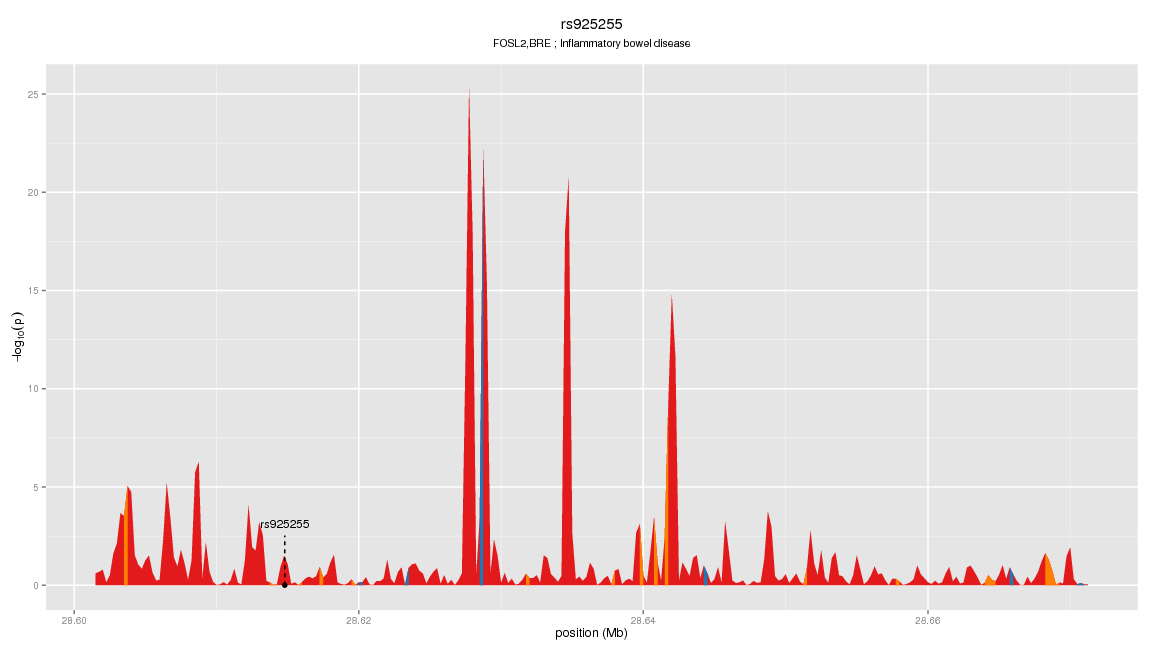 rs925255
FOSL2,BRE ; Inflammatory bowel disease
25
20
15
10
5
0
−log10(p)
rs925255
28.60
28.62
28.64
28.66
position (Mb)